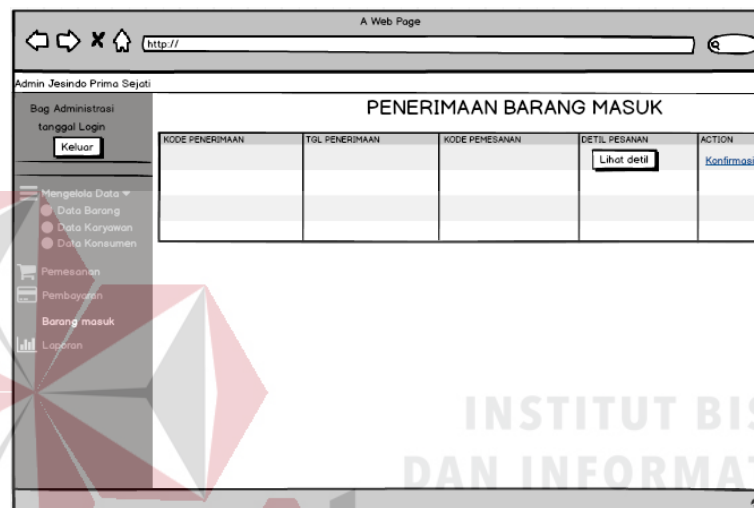 A Web Page
http://
Admin Jesindo Prima Sejati
Bag Administrasi
tanggal Login
Keluar
Mengelola Data
Data Barang
Data Karyawan
Data Konsumen
Pemesanan
Pembayaran
Barang masuk
Laporan
PENERIMAAN BARANG MASUK
KODE PENERIMAAN TGL PENERIMAAN KODE PEMESANAN DETIL PESANAN ACTION
Lihat detil Konfirmasi
INSTITUT BIS
DAN INFORMAT